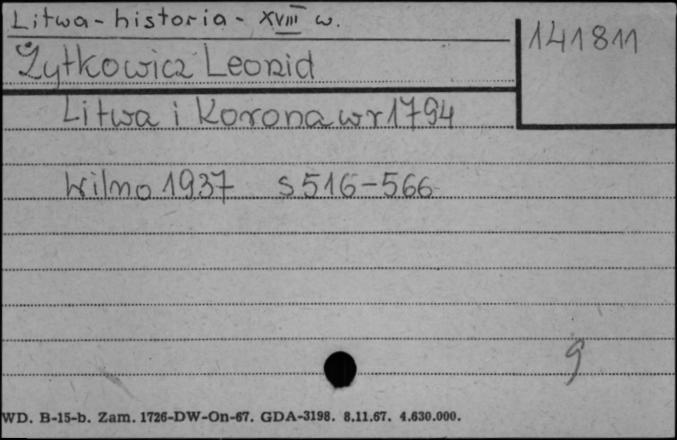 Litwa - historia - XVIII w.
141811
Żytkowicz Leonid
Litwa i Korona w r 1794
Wilno 1937 s 516-566
9
WD. B-15-b. Zam. 1726-DW-On-67. GDA-3198. 8.11.67. 4.630.000.